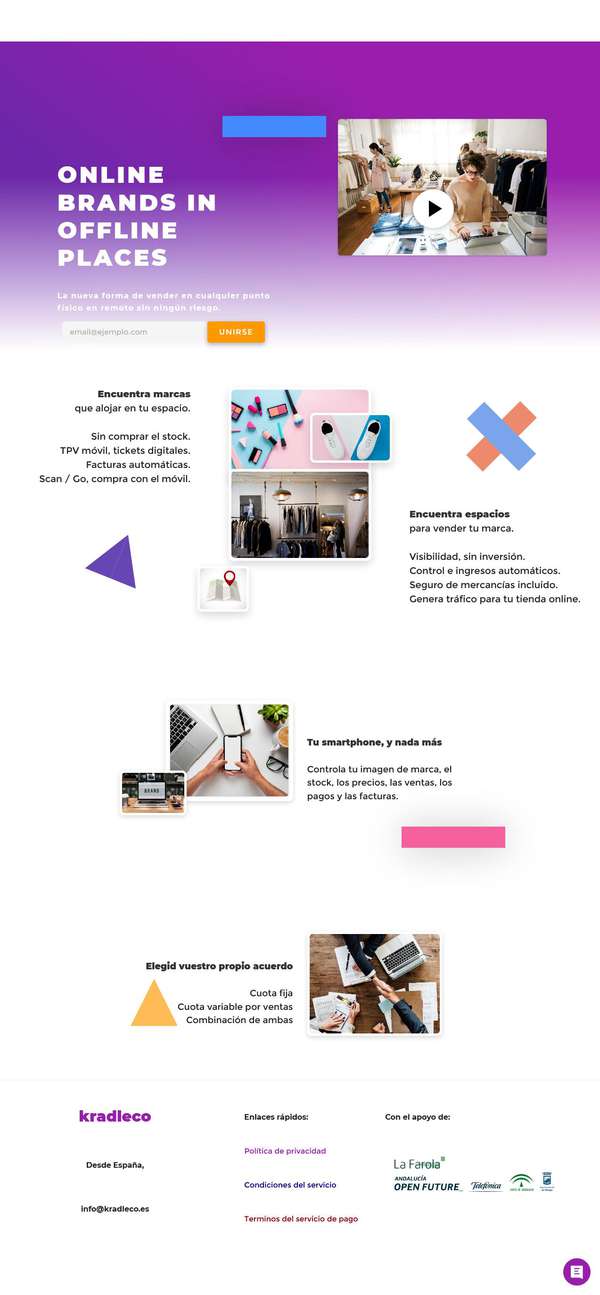 ONLINE
BRANDS IN
OFFLINE
PLACES
La nueva forma de vender en cualquier punto
físico en remoto sin ningún riesgo.
email@ejemplo.com
UNIRSE
Encuentra marcas
que alojar en tu espacio.
Sin comprar el stock.
TPV móvil, tickets digitales.
Facturas automáticas.
Scan / Go, compra con el móvil.
Encuentra espacios
para vender tu marca.
Visibilidad, sin inversión.
Control e ingresos automáticos.
Seguro de mercancías incluído.
Genera tráfico para tu tienda online.
Tu smartphone, y nada más
Controla tu imagen de marca, el
stock, los precios, las ventas, los
pagos y las facturas.
BRAND
Elegid vuestro propio acuerdo
Cuota fija
Cuota variable por ventas
Combinación de ambas
kradleco
Desde España,
info@kradleco.es
Enlaces rápidos:
Política de privacidad
Condiciones del servicio
Terminos del servicio de pago
Con el apoyo de:
La Farola
ANDALUCÍA
OPEN FUTURE_
Telefónica